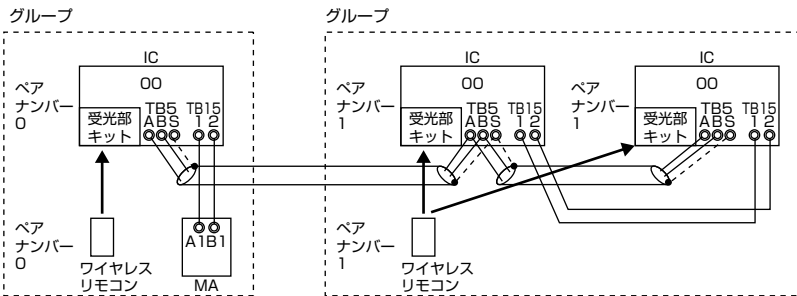 グループ
グループ
IC
00
ペア
ナンバー
0
受光部
キット
TB5
ABS
TB15
1 2
IC
00
ペア
ナンバー
1
受光部
キット
TB5
ABS
TB15
1 2
IC
00
ペア
ナンバー
1
受光部
キット
TB5
ABS
TB15
1 2
ペア
ナンバー
0
ワイヤレス
リモコン
A1B1
MA
ペア
ナンバー
1
ワイヤレス
リモコン